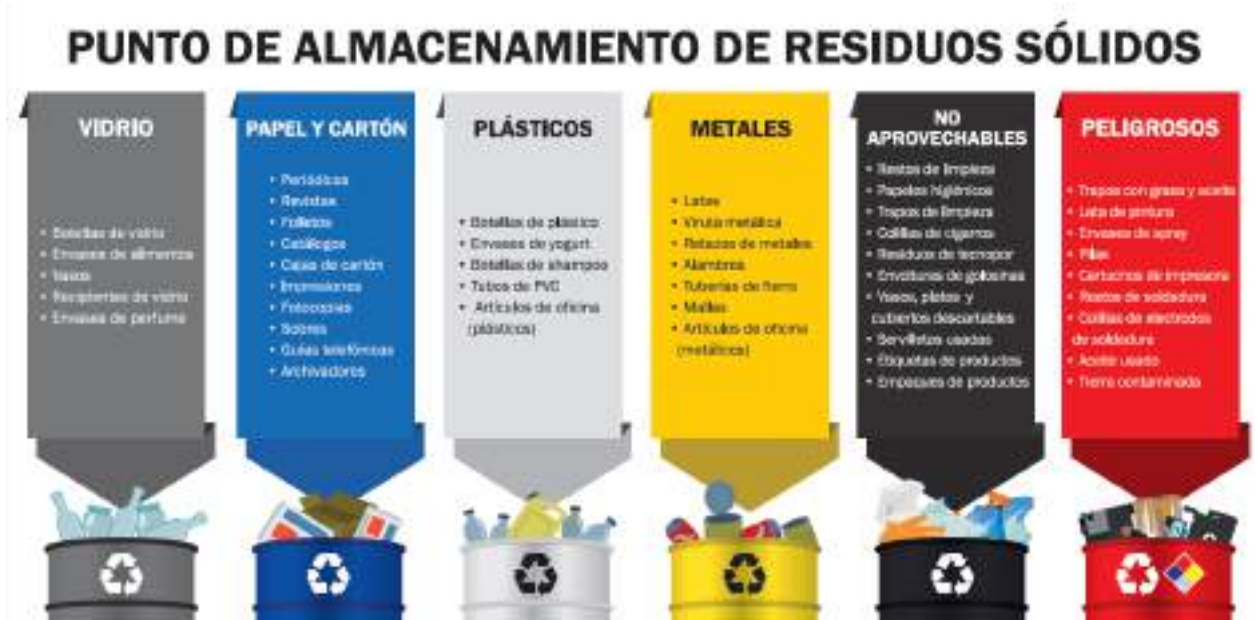 PUNTO DE ALMACENAMIENTO DE RESIDUOS SÓLIDOS
VIDRIO
• Botellas de vidrio
• Envases de alimentos
• Vasos
• Recipientes de vidrio
• Envases de perfume
PAPEL Y CARTÓN
• Periódicos
• Revistas
• Folletos
• Catálogos
• Cajas de cartón
• Impresiones
• Fotocopias
• Sobres
• Guías telefónicas
• Archivadores
PLÁSTICOS
• Botellas de plástico
• Envases de yogurt
• Botellas de shampoo
• Tubos de PVC
• Artículos de oficina
(plásticos)
METALES
• Latas
• Viruta metálica
• Retazos de metales
• Alambres
• Tuberías de fierro
• Mallas
• Artículos de oficina
(metálicos)
NO
APROVECHABLES
• Restos de limpieza
• Papeles higiénicos
• Trapos de limpieza
• Colillas de cigarros
• Residuos de tecnopor
• Envolturas de golosinas
• Vasos, platos y
cubiertos descartables
• Servilletas usadas
• Etiquetas de productos
• Empaques de productos
PELIGROSOS
• Trapos con grasa y aceite
• Lata de pintura
• Envases de spray
• Pilas
• Cartuchos de impresora
• Restos de soldadura
• Colillas de electrodos
de soldadura
• Aceite usado
• Tierra contaminada